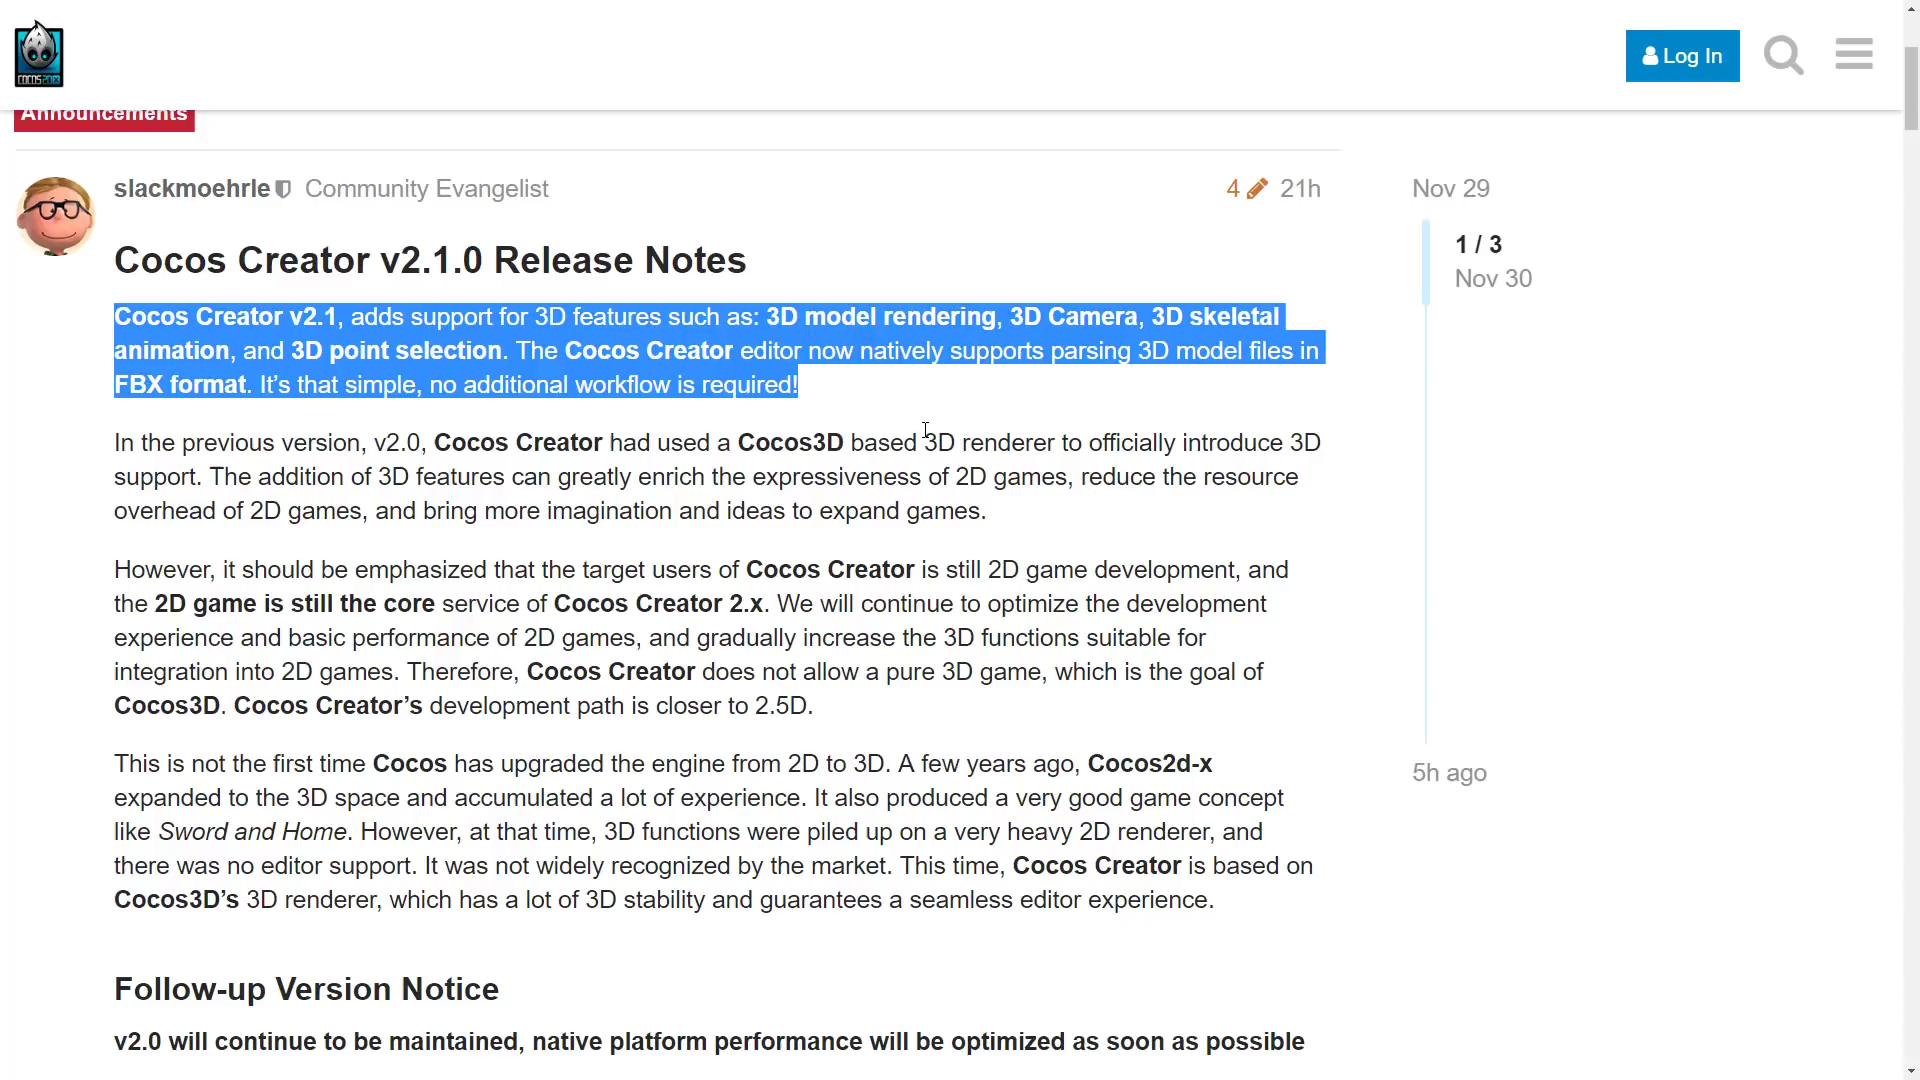 COCOS2DX
Log In
Announcements
slackmoehrle Community Evangelist
4 21h
Nov 29
1 / 3
Nov 30
Cocos Creator v2.1.0 Release Notes
Cocos Creator v2.1, adds support for 3D features such as: 3D model rendering, 3D Camera, 3D skeletal
animation, and 3D point selection. The Cocos Creator editor now natively supports parsing 3D model files in
FBX format. It’s that simple, no additional workflow is required!
In the previous version, v2.0, Cocos Creator had used a Cocos3D based 3D renderer to officially introduce 3D
support. The addition of 3D features can greatly enrich the expressiveness of 2D games, reduce the resource
overhead of 2D games, and bring more imagination and ideas to expand games.
However, it should be emphasized that the target users of Cocos Creator is still 2D game development, and
the 2D game is still the core service of Cocos Creator 2.x. We will continue to optimize the development
experience and basic performance of 2D games, and gradually increase the 3D functions suitable for
integration into 2D games. Therefore, Cocos Creator does not allow a pure 3D game, which is the goal of
Cocos3D. Cocos Creator’s development path is closer to 2.5D.
This is not the first time Cocos has upgraded the engine from 2D to 3D. A few years ago, Cocos2d-x
expanded to the 3D space and accumulated a lot of experience. It also produced a very good game concept
like Sword and Home. However, at that time, 3D functions were piled up on a very heavy 2D renderer, and
there was no editor support. It was not widely recognized by the market. This time, Cocos Creator is based on
Cocos3D’s 3D renderer, which has a lot of 3D stability and guarantees a seamless editor experience.
5h ago
Follow-up Version Notice
v2.0 will continue to be maintained, native platform performance will be optimized as soon as possible